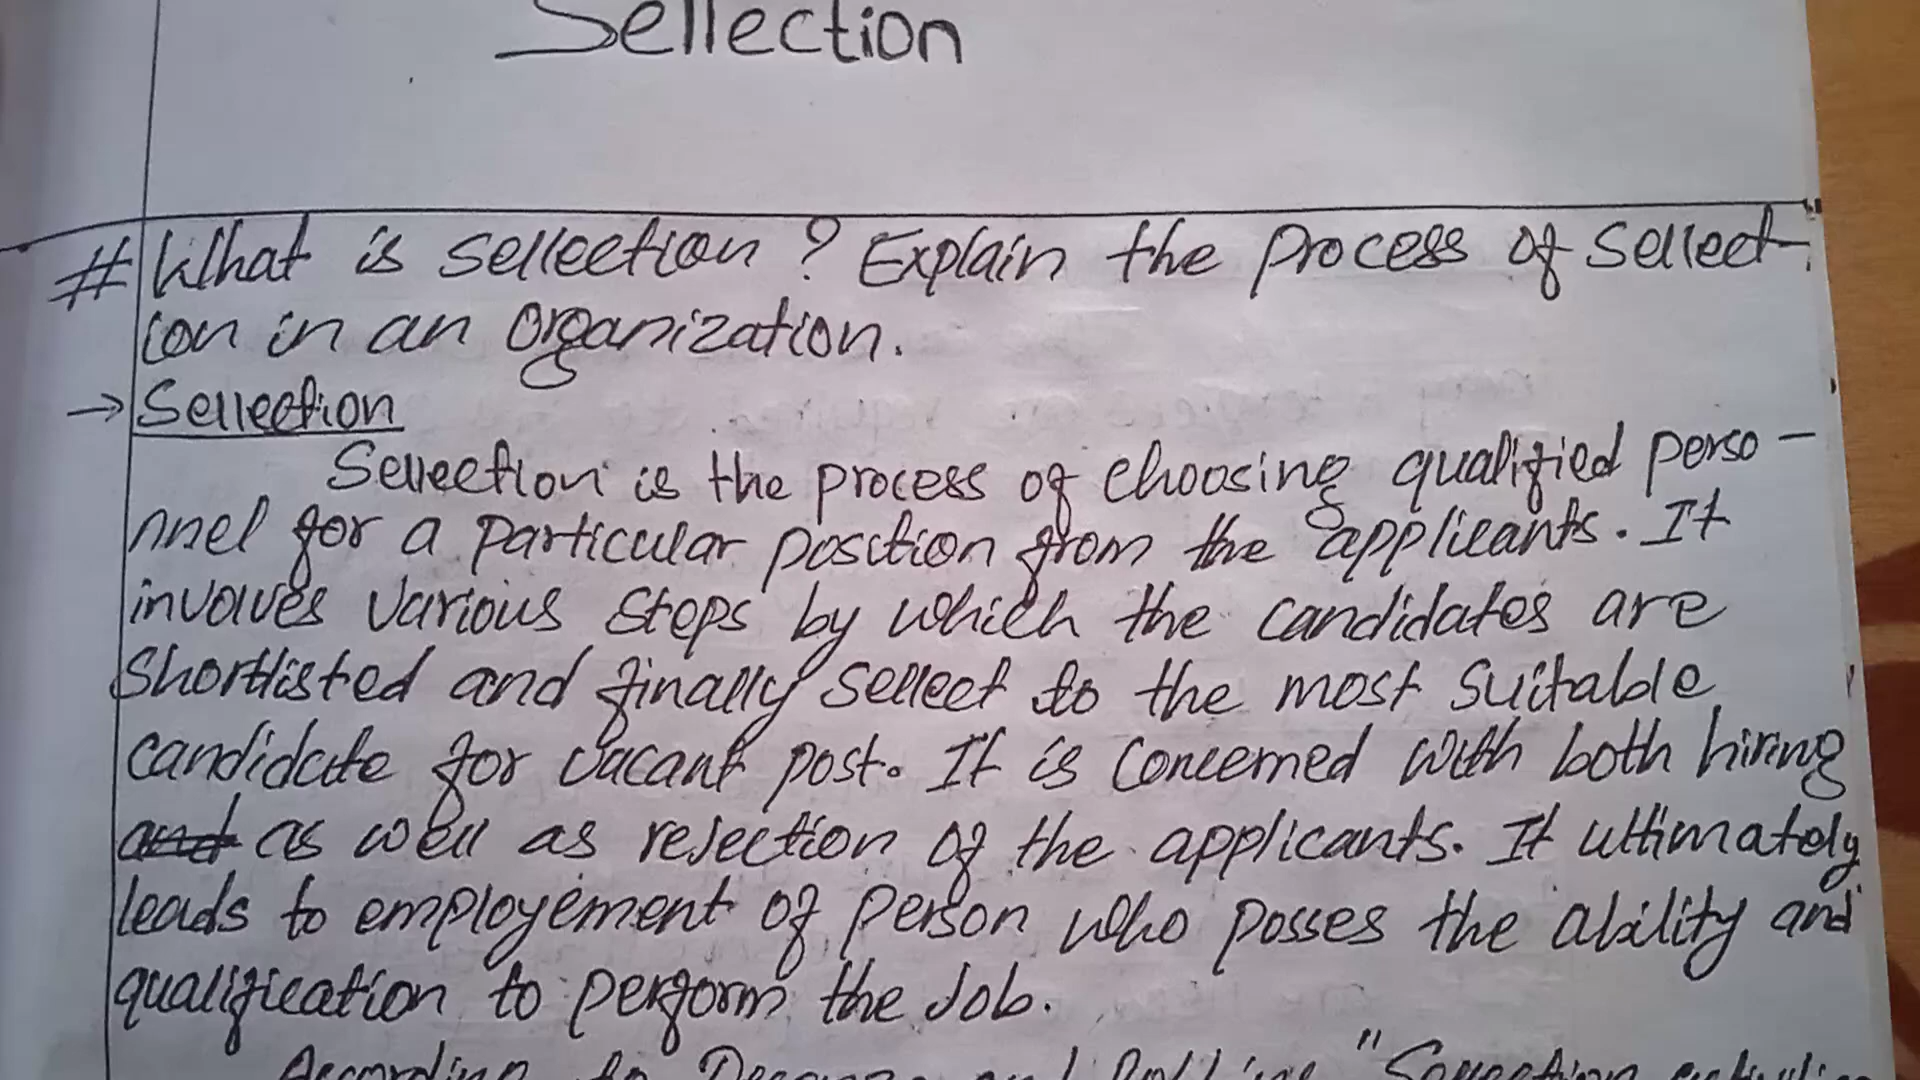 Sellection
# What is sellection ? Explain the process of sellect-
ion in an organization.
→ Sellection
Sellection is the process of choosing qualified perso-
nnel for a particular position from the applicants. It
involves various steps by which the candidates are
shortlisted and finally sellect to the most suitable
candidate for vacant post. It is concerned with both hiring
and as well as rejection of the applicants. It ultimately
leads to employement of person who posses the ability and
qualification to perform the Job.
According to